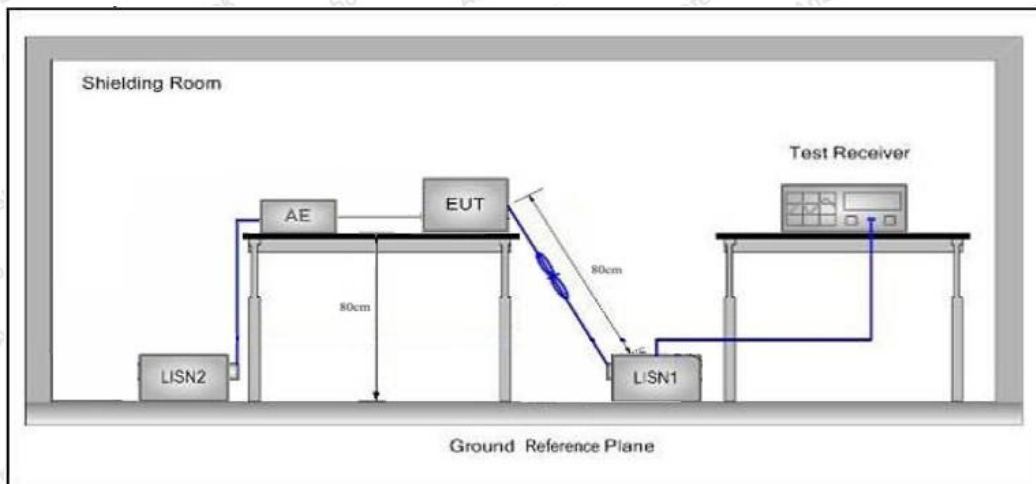 Shielding Room
Test Receiver
AE
EUT
80cm
80cm
LISN2
LISN1
Ground Reference Plane